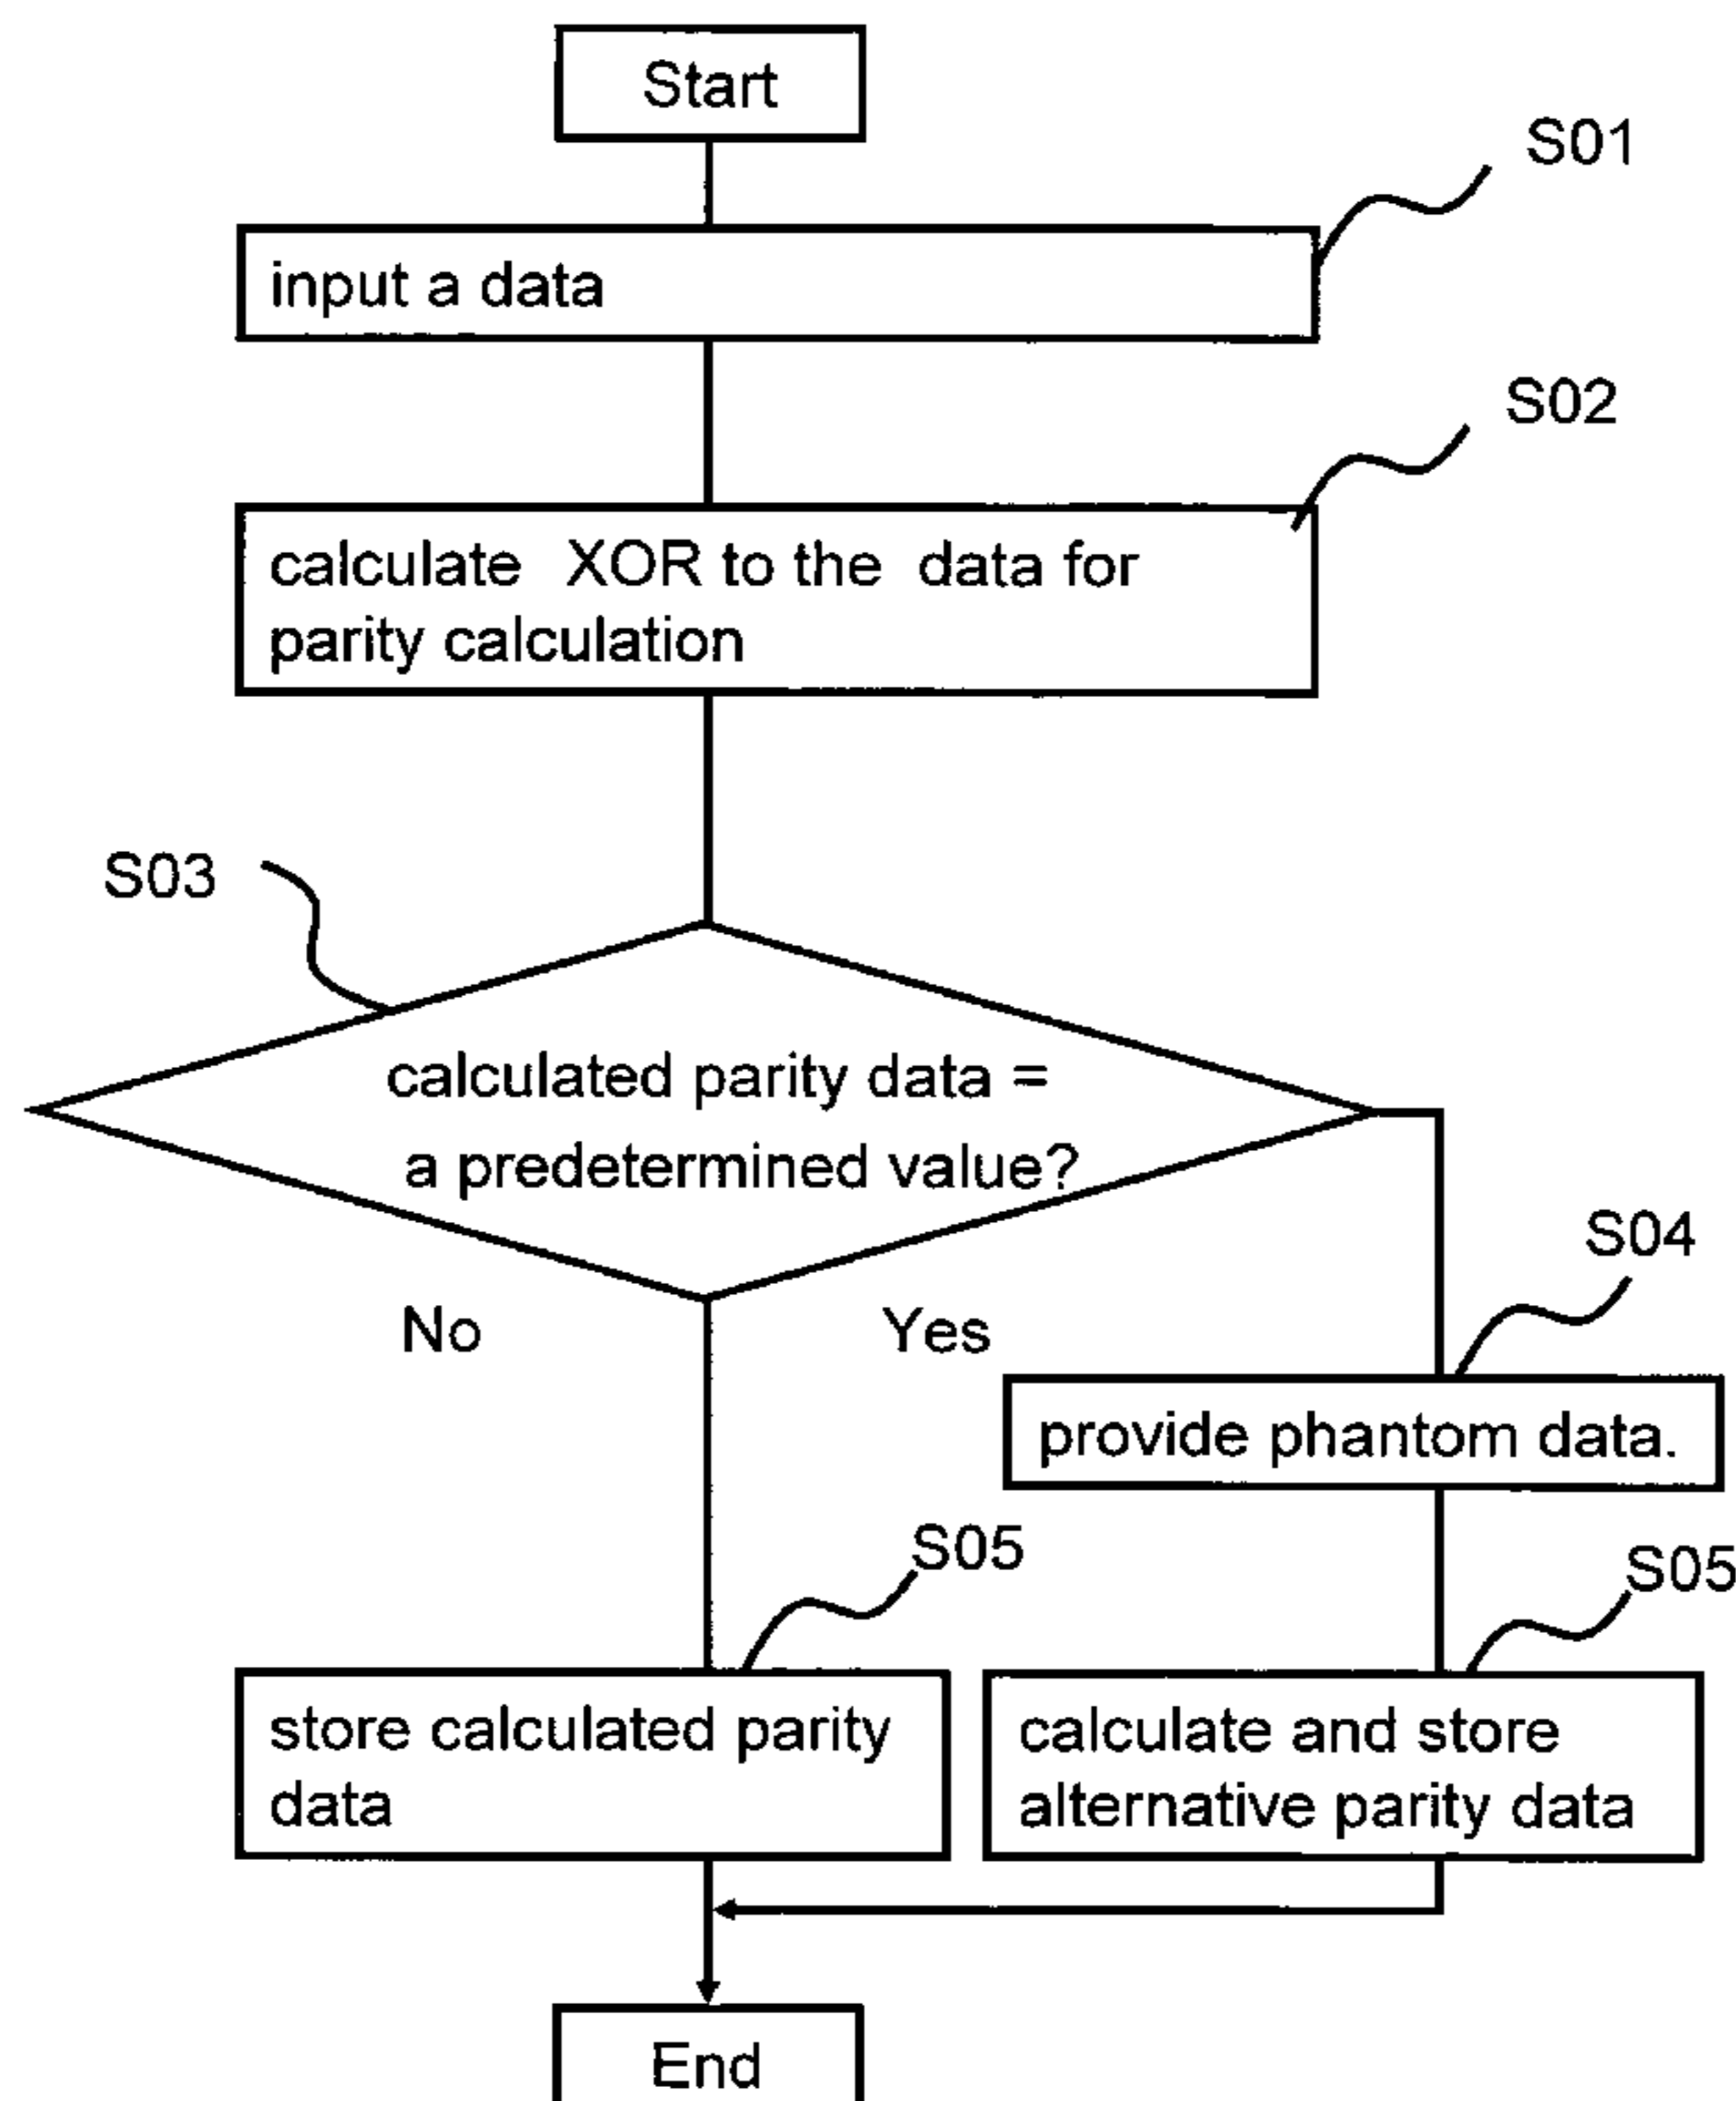 Start
S01
input a data
S02
calculate XOR to the data for
parity calculation
S03
calculated parity data =
a predetermined value?
No
Yes
S04
provide phantom data.
S05
S05
store calculated parity
data
calculate and store
alternative parity data
End